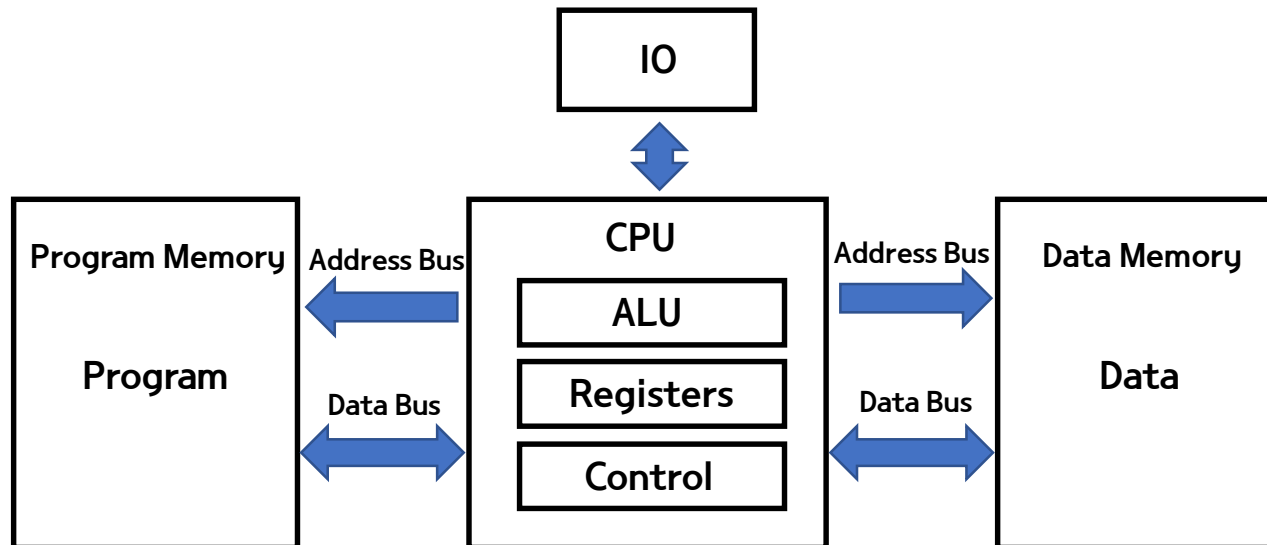 IO
Program Memory
Program
Address Bus
Data Bus
CPU
ALU
Registers
Control
Address Bus
Data Bus
Data Memory
Data